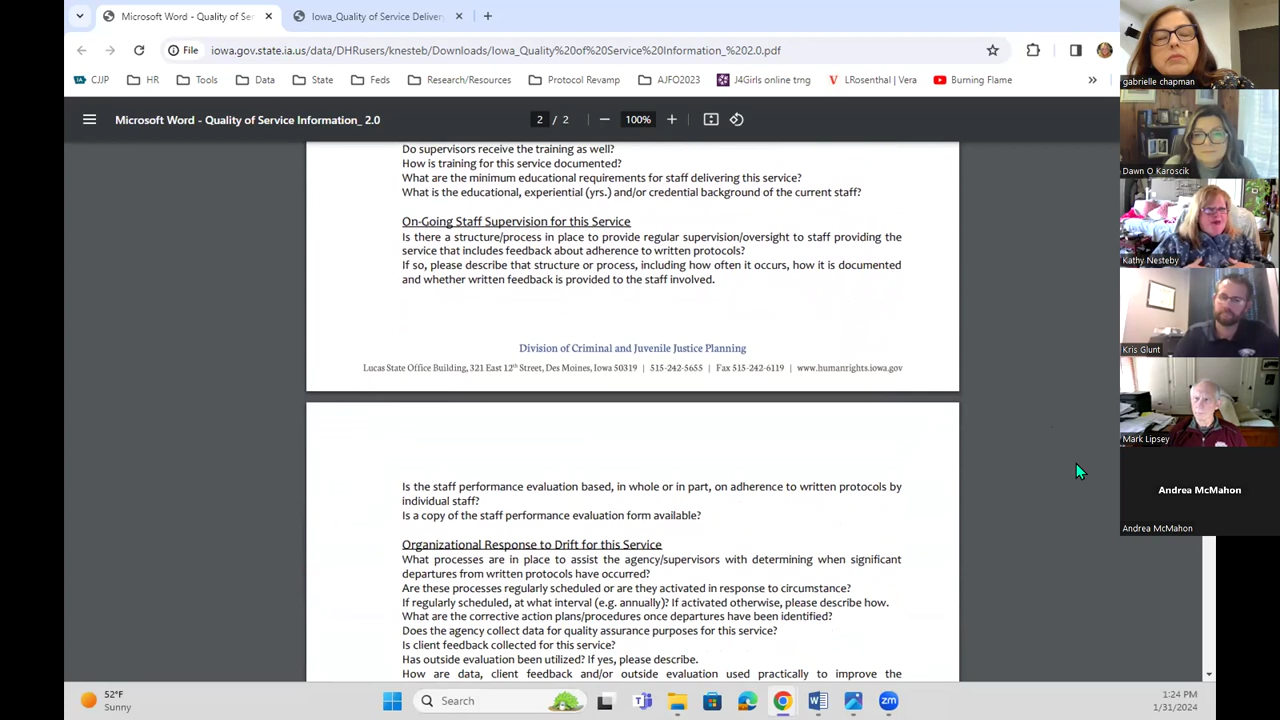 Microsoft Word - Quality of Ser
Iowa_Quality of Service Deliver
File
iowa.gov.state.ia.us/data/DHRusers/knesteb/Downloads/Iowa_Quality%20of%20Service%20Information_%202.0.pdf
CJJP
HR
Tools
Data
State
Feds
Research/Resources
Protocol Revamp
AJFO2023
J4Girls online trng
LRosenthal | Vera
Burning Flame
Microsoft Word - Quality of Service Information_ 2.0
2 / 2
100%
Do supervisors receive the training as well?
How is training for this service documented?
What are the minimum educational requirements for staff delivering this service?
What is the educational, experiential (yrs.) and/or credential background of the current staff?
On-Going Staff Supervision for this Service
Is there a structure/process in place to provide regular supervision/oversight to staff providing the
service that includes feedback about adherence to written protocols?
If so, please describe that structure or process, including how often it occurs, how it is documented
and whether written feedback is provided to the staff involved.
Division of Criminal and Juvenile Justice Planning
Lucas State Office Building, 321 East 12th Street, Des Moines, Iowa 50319 | 515-242-5655 | Fax 515-242-6119 | www.humanrights.iowa.gov
Is the staff performance evaluation based, in whole or in part, on adherence to written protocols by
individual staff?
Is a copy of the staff performance evaluation form available?
Organizational Response to Drift for this Service
What processes are in place to assist the agency/supervisors with determining when significant
departures from written protocols have occurred?
Are these processes regularly scheduled or are they activated in response to circumstance?
If regularly scheduled, at what interval (e.g. annually)? If activated otherwise, please describe how.
What are the corrective action plans/procedures once departures have been identified?
Does the agency collect data for quality assurance purposes for this service?
Is client feedback collected for this service?
Has outside evaluation been utilized? If yes, please describe.
How are data, client feedback and/or outside evaluation used practically to improve the
gabrielle chapman
Dawn O Karoscik
Kathy Nesteby
Kris Glunt
Mark Lipsey
Andrea McMahon
Andrea McMahon
52°F
Sunny
Search
1:24 PM
1/31/2024